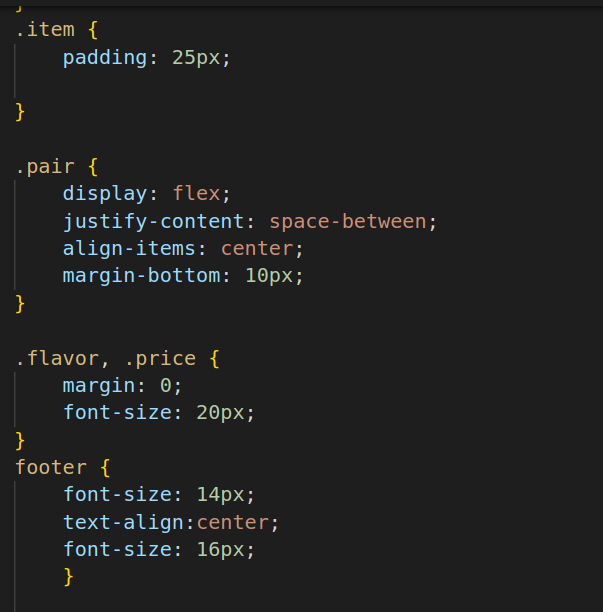 }
.item {
    padding: 25px;

}

.pair {
    display: flex;
    justify-content: space-between;
    align-items: center;
    margin-bottom: 10px;
}

.flavor, .price {
    margin: 0;
    font-size: 20px;
}
footer {
    font-size: 14px;
    text-align:center;
    font-size: 16px;
    }